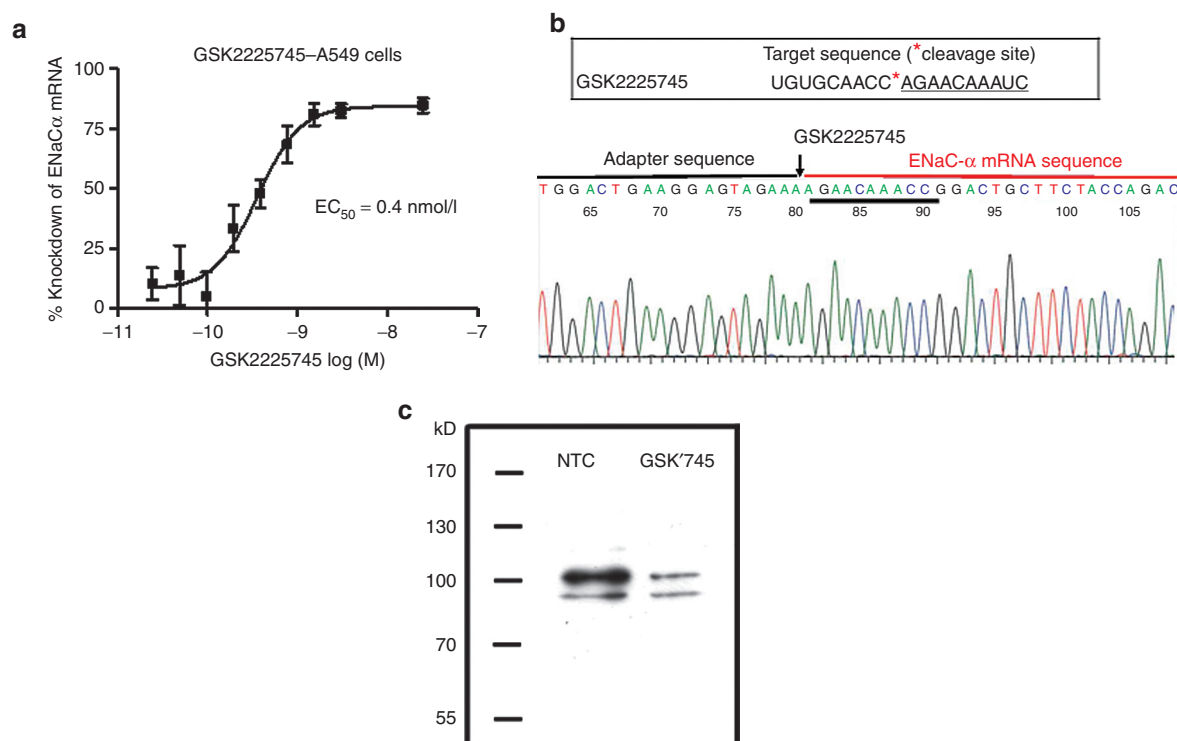 a
GSK2225745–A549 cells
% Knockdown of ENaCα mRNA
100
75
50
25
0
EC50 = 0.4 nmol/l
−11
−10
−9
−8
−7
GSK2225745 log (M)
b
Target sequence (*cleavage site)
GSK2225745 UGUGCAACC*AGAACAAAUC
GSK2225745
Adapter sequence ENaC-α mRNA sequence
TGGACTGAAGGAGTAGAAAAGAACAAACCGGACTGCTTCTACCAGAC
65 70 75 80 85 90 95 100 105
c
kD
NTC GSK′745
170
130
100
70
55